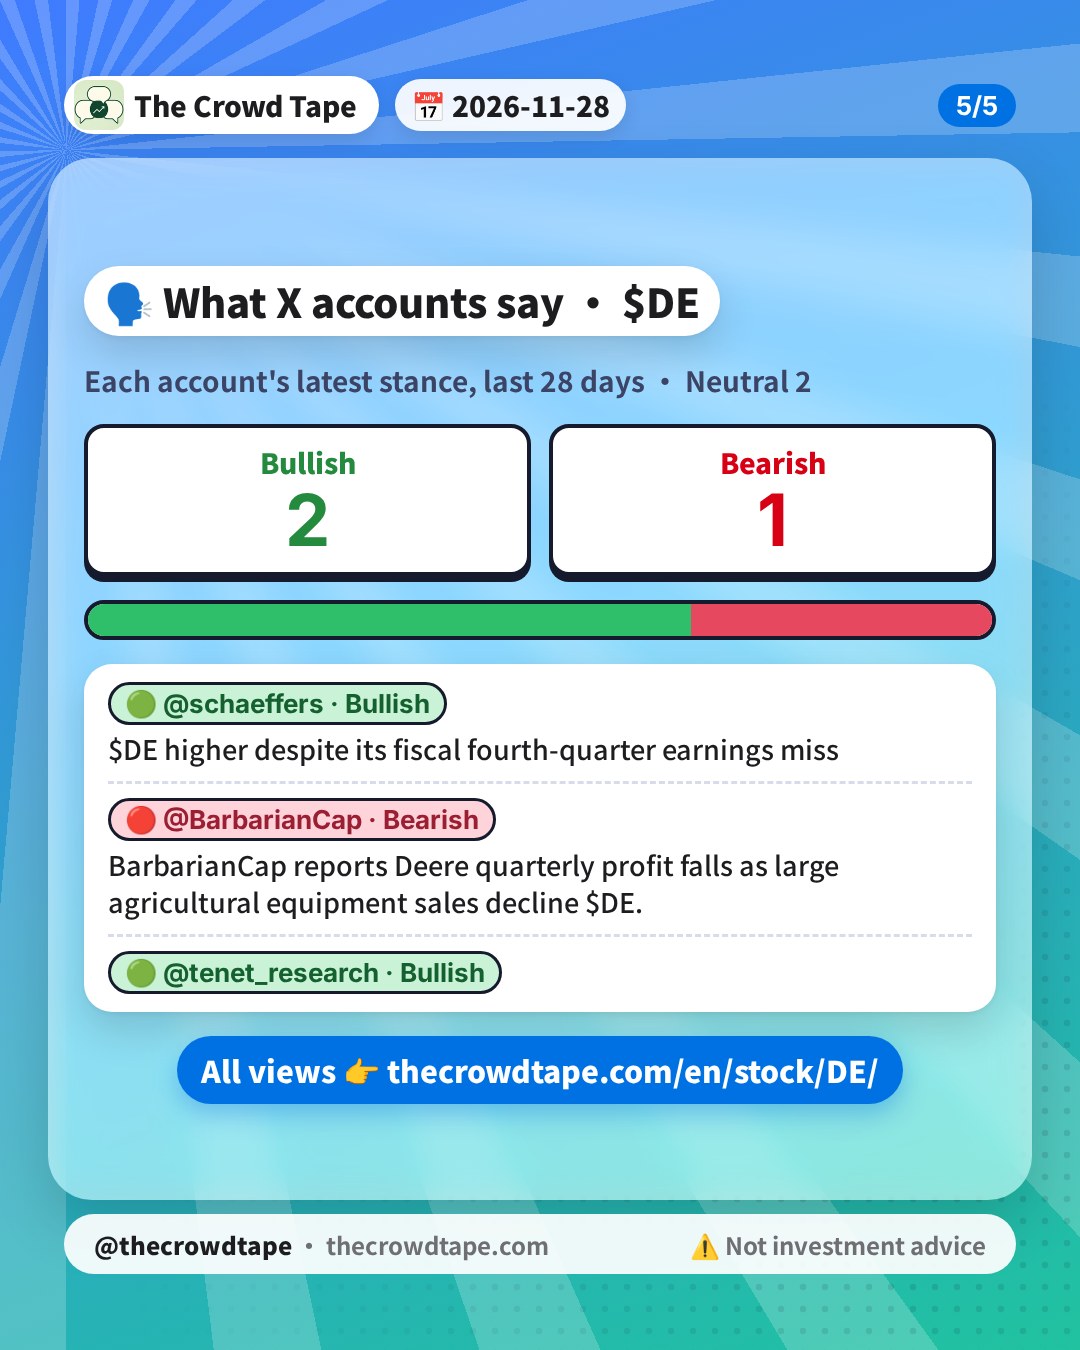 The Crowd Tape
2026-11-28
5/5
What X accounts say • $DE
Each account's latest stance, last 28 days • Neutral 2
Bullish
2
Bearish
1
@schaeffers · Bullish
$DE higher despite its fiscal fourth-quarter earnings miss
@BarbarianCap · Bearish
BarbarianCap reports Deere quarterly profit falls as large
agricultural equipment sales decline $DE.
@tenet_research · Bullish
All views 👉 thecrowdtape.com/en/stock/DE/
@thecrowdtape • thecrowdtape.com
⚠️ Not investment advice